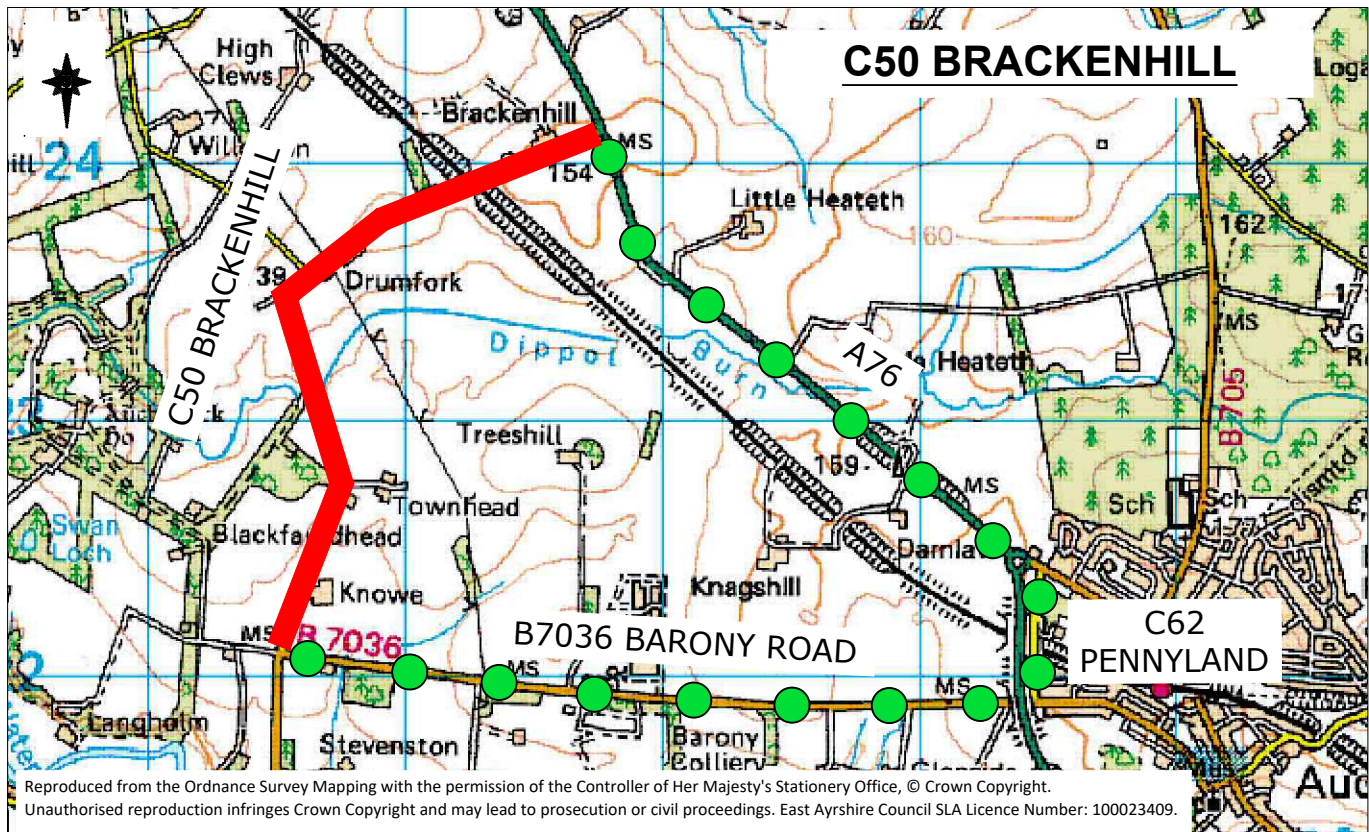 C50 BRACKENHILL
High
Clews
Brackenhill
MS
24
154
Little Heateth
160
162
C50 BRACKENHILL
39
Drumfork
MS
Dippol Burn
A76
Heateth
B705
Treeshill
159
MS
Sch
Sch
177
dismtd
Swan
Loch
Townhead
Knowe
Knagshill
MS
B 7036
B7036 BARONY ROAD
C62
PENNYLAND
MS
MS
Langholm
Stevenston
Barony
Colliery
Reproduced from the Ordnance Survey Mapping with the permission of the Controller of Her Majesty's Stationery Office, © Crown Copyright.
Unauthorised reproduction infringes Crown Copyright and may lead to prosecution or civil proceedings. East Ayrshire Council SLA Licence Number: 100023409.